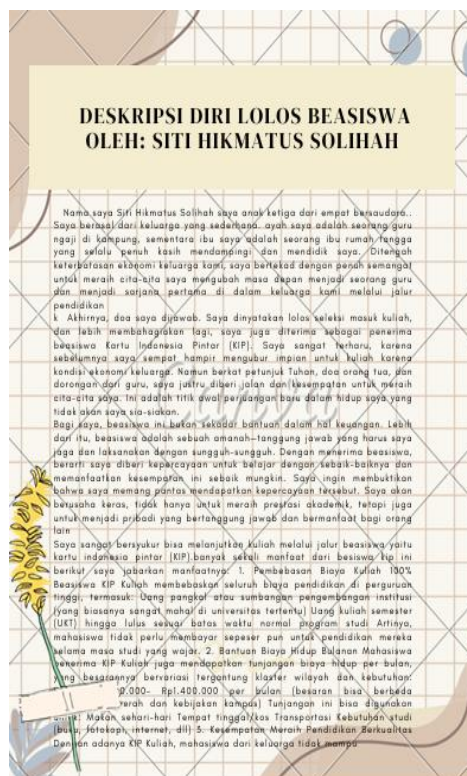 DESKRIPSI DIRI LOLOS BEASISWA
OLEH: SITI HIKMATUS SOLIHAH
Nama saya Siti Hikmatus Solihah saya anak ketiga dari empat bersaudara..
Saya berasal dari keluarga yang sederhana. ayah saya adalah seorang guru
ngaji di kampung, sementara ibu saya adalah seorang ibu rumah tangga
yang selalu penuh kasih mendampingi dan mendidik saya. Ditengah
keterbatasan ekonomi keluarga kami, saya bertekad dengan penuh semangat
untuk meraih cita-cita saya mengubah masa depan menjadi seorang guru
dan menjadi sarjana pertama di dalam keluarga kami melalui jalur
pendidikan
k Akhirnya, doa saya dijawab. Saya dinyatakan lolos seleksi masuk kuliah,
dan lebih membahagiakan lagi, saya juga diterima sebagai penerima
beasiswa Kartu Indonesia Pintar (KIP). Saya sangat terharu, karena
sebelumnya saya sempat hampir mengubur impian untuk kuliah karena
kondisi ekonomi keluarga. Namun berkat petunjuk Tuhan, doa orang tua, dan
dorongan dari guru, saya justru diberi jalan dan kesempatan untuk meraih
cita-cita saya. Ini adalah titik awal perjuangan baru dalam hidup saya yang
tidak akan saya sia-siakan.
Bagi saya, beasiswa ini bukan sekadar bantuan dalam hal keuangan. Lebih
dari itu, beasiswa adalah sebuah amanah—tanggung jawab yang harus saya
jaga dan laksanakan dengan sungguh-sungguh. Dengan menerima beasiswa,
berarti saya diberi kepercayaan untuk belajar dengan sebaik-baiknya dan
memanfaatkan kesempatan ini sebaik mungkin. Saya ingin membuktikan
bahwa saya memang pantas mendapatkan kepercayaan tersebut. Saya akan
berusaha keras, tidak hanya untuk meraih prestasi akademik, tetapi juga
untuk menjadi pribadi yang bertanggung jawab dan bermanfaat bagi orang
lain
Saya sangat bersyukur bisa melanjutkan kuliah melalui jalur beasiswa yaitu
kartu indonesia pintar (KIP).banyak sekali manfaat dari besiswa kip ini
berikut saya jabarkan manfaatnya: 1. Pembebasan Biaya Kuliah 100%
Beasiswa KIP Kuliah membebaskan seluruh biaya pendidikan di perguruan
tinggi, termasuk: Uang pangkal atau sumbangan pengembangan institusi
(yang biasanya sangat mahal di universitas tertentu) Uang kuliah semester
(UKT) hingga lulus sesuai batas waktu normal program studi Artinya,
mahasiswa tidak perlu membayar sepeser pun untuk pendidikan mereka
selama masa studi yang wajar. 2. Bantuan Biaya Hidup Bulanan Mahasiswa
penerima KIP Kuliah juga mendapatkan tunjangan biaya hidup per bulan,
yang besarannya bervariasi tergantung klaster wilayah dan kebutuhan:
0.000– Rp1.400.000 per bulan (besaran bisa berbeda
dan kebijakan kampus) Tunjangan ini bisa digunakan
Makan sehari-hari Tempat tinggal/kos Transportasi Kebutuhan studi
(buku, fotokopi, internet, dll) 3. Kesempatan Meraih Pendidikan Berkualitas
Dengan adanya KIP Kuliah, mahasiswa dari keluarga tidak mampu
Canva